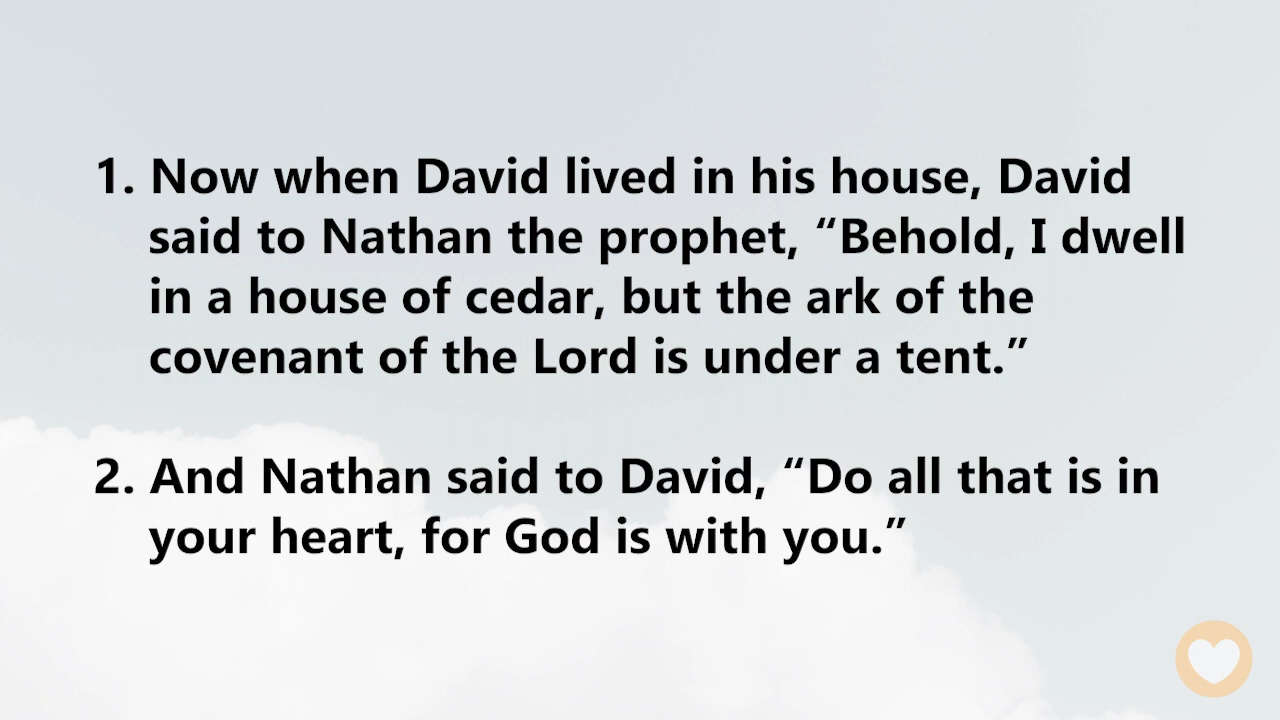 1. Now when David lived in his house, David
said to Nathan the prophet, “Behold, I dwell
in a house of cedar, but the ark of the
covenant of the Lord is under a tent.”
2. And Nathan said to David, “Do all that is in
your heart, for God is with you.”